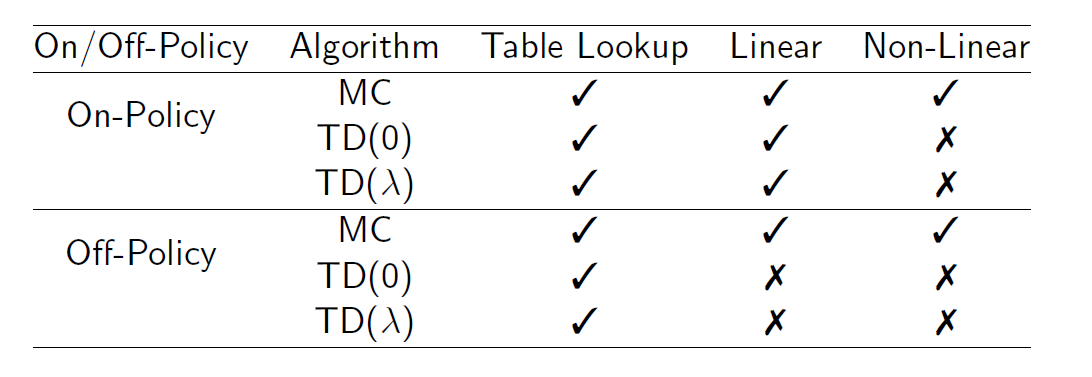 On/Off-Policy Algorithm Table Lookup Linear Non-Linear
On-Policy MC ✓ ✓ ✓
TD(0) ✓ ✓ ✗
TD(λ) ✓ ✓ ✗
Off-Policy MC ✓ ✓ ✓
TD(0) ✓ ✗ ✗
TD(λ) ✓ ✗ ✗